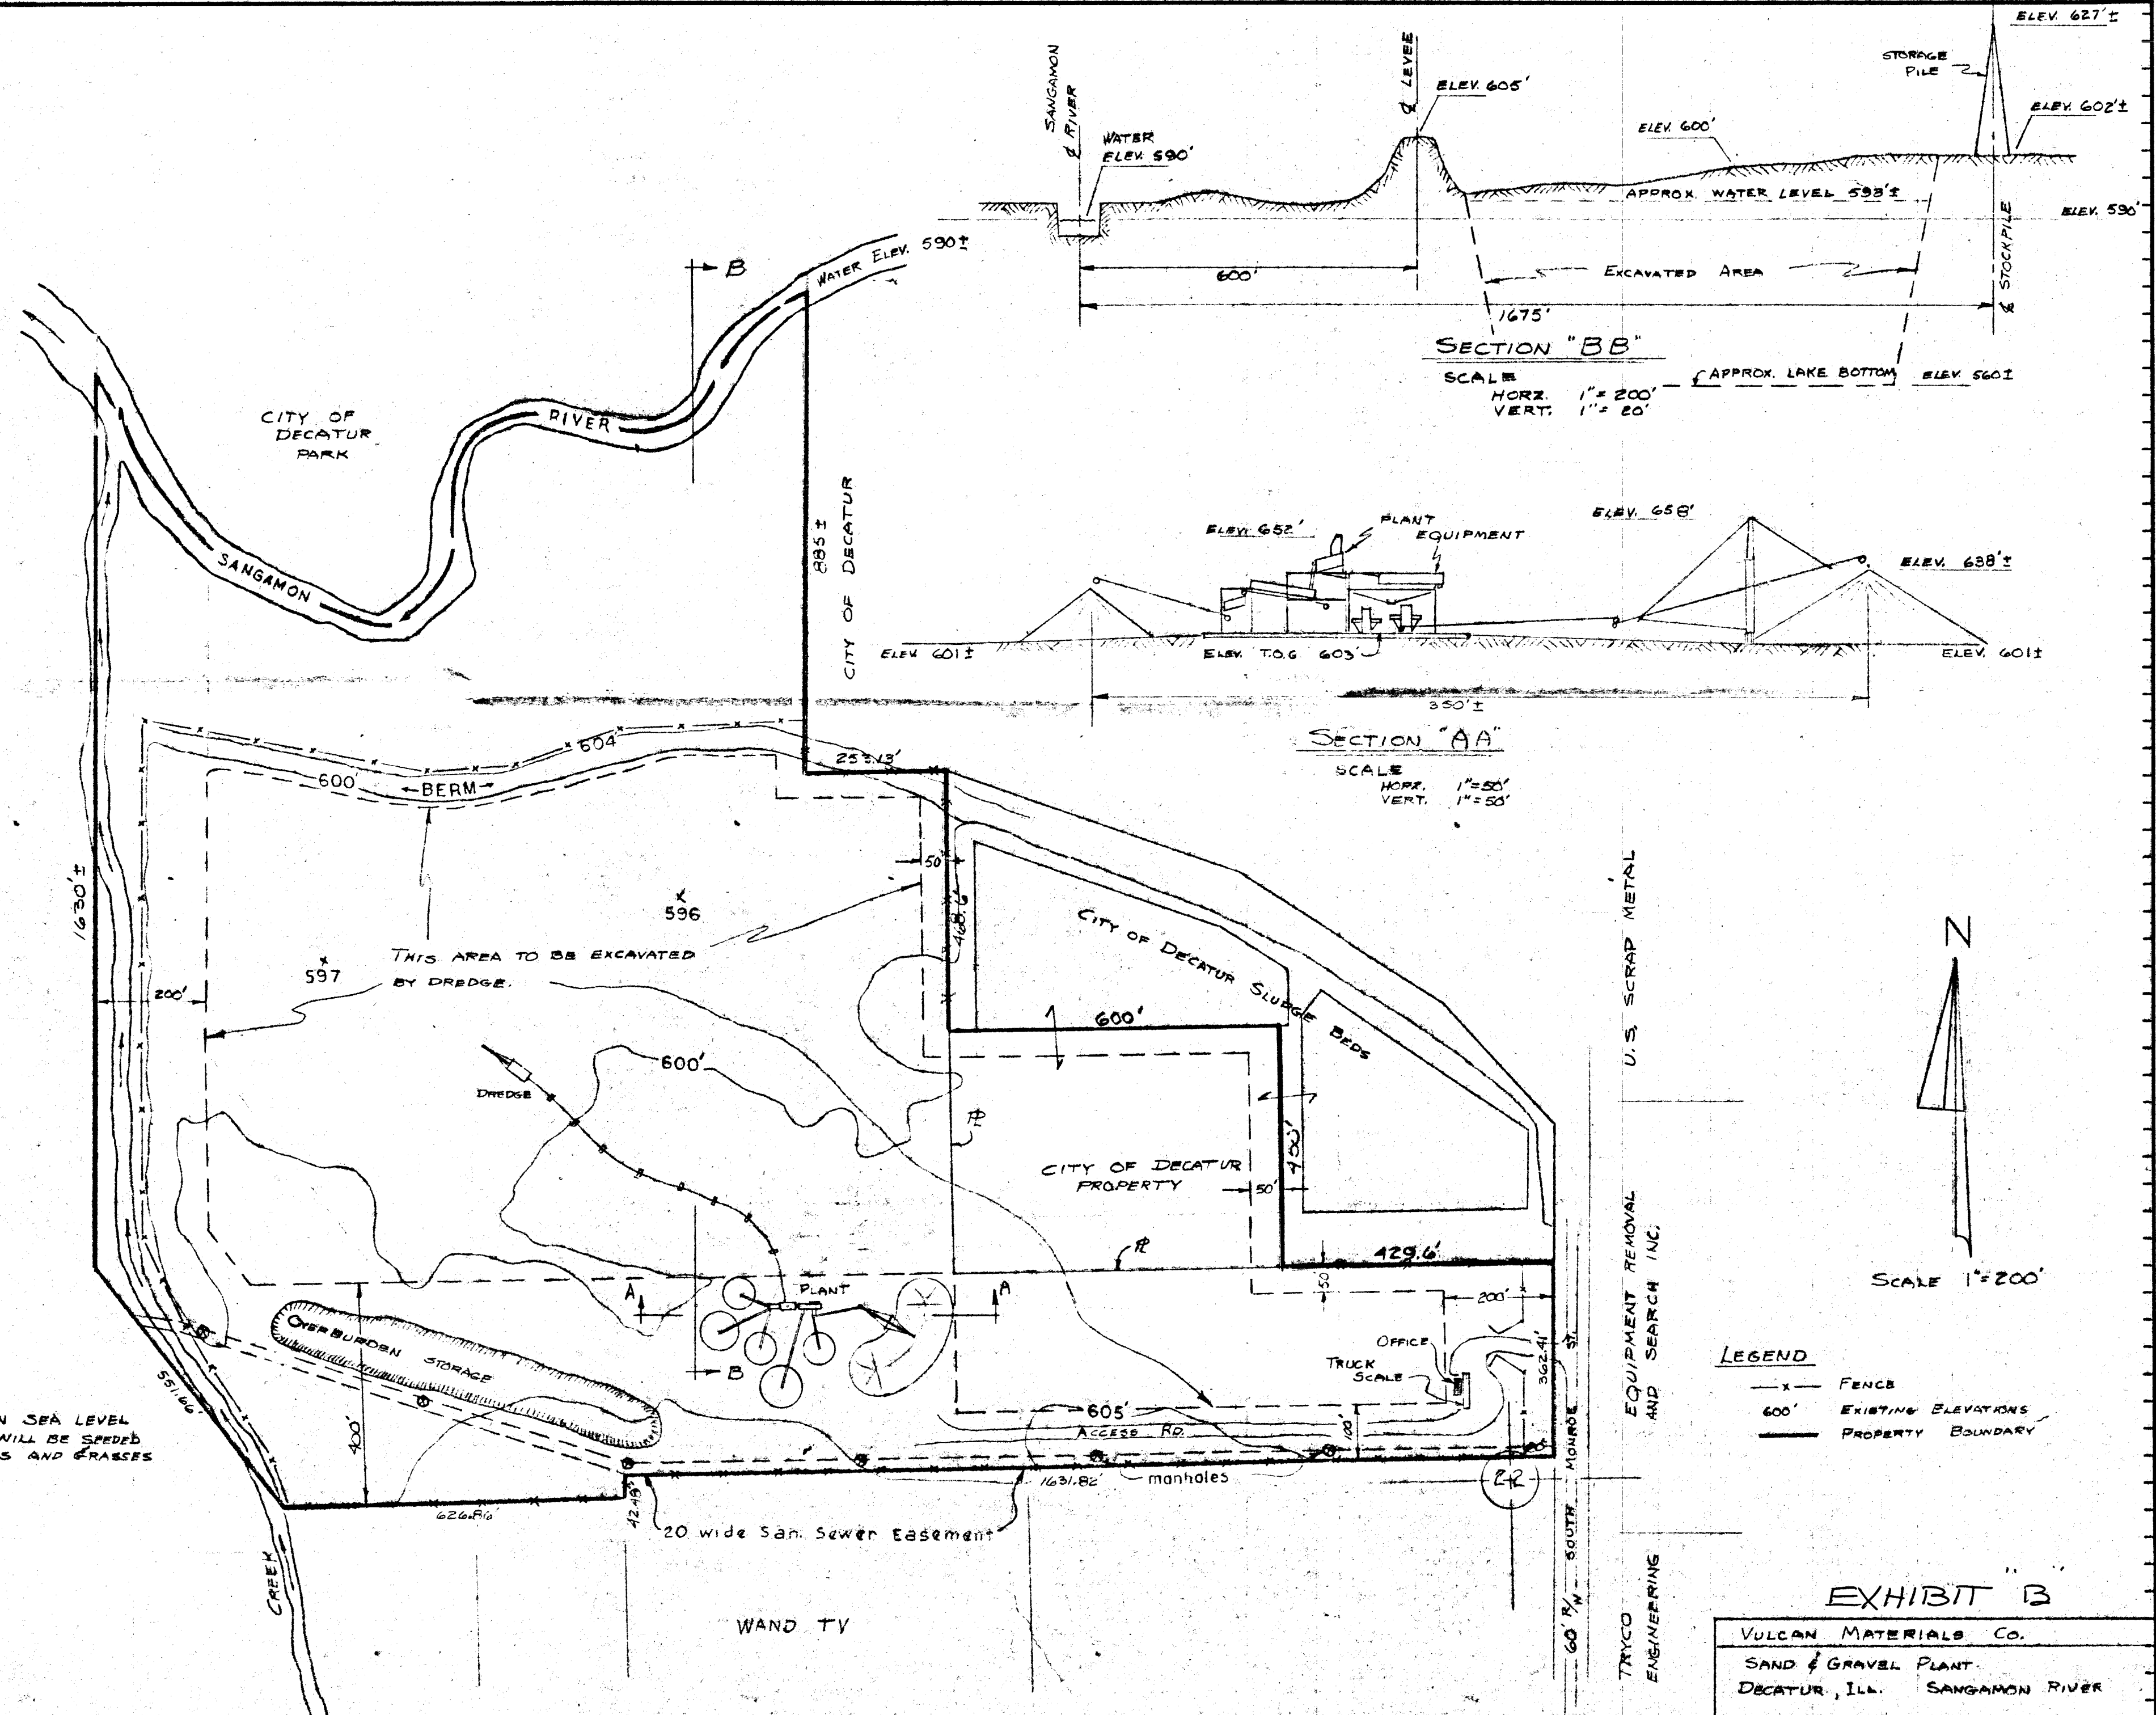 ELEV. 627'±
STORAGE
PILE
ELEV. 602'±
SANGAMON
℄ RIVER
WATER
ELEV. 590'
℄ LEVEE
ELEV. 605'
ELEV. 600'
APPROX. WATER LEVEL 593'±
ELEV. 590'
℄ STOCKPILE
600'
EXCAVATED AREA
1675'
SECTION "BB"
SCALE
HORZ. 1" = 200'
VERT. 1" = 20'
APPROX. LAKE BOTTOM ELEV 560±
B
WATER ELEV. 590±
CITY OF
DECATUR
PARK
RIVER
SANGAMON
885±
CITY OF DECATUR
ELEV. 652'
PLANT
EQUIPMENT
ELEV. 658'
ELEV. 638'±
ELEV 601±
ELEV. T.O.G 603'
ELEV. 601±
350'±
SECTION "AA"
SCALE
HORZ. 1"=50'
VERT. 1"=50'
604
600'
BERM
50'
468.6'
1630'±
596
597
THIS AREA TO BE EXCAVATED
BY DREDGE.
200'
CITY OF DECATUR SLUDGE BEDS
600'
600'
DREDGE
℄
CITY OF DECATUR
PROPERTY
50'
450'
℄
429.6'
50'
200'
A
PLANT
A
B
OVERBURDEN STORAGE
551.66'
400'
OFFICE
TRUCK
SCALE
362.41'
605'
ACCESS RD.
100'
1631.82'
manholes
626.86'
42.48'
20 wide San. Sewer Easement
CREEK
WAND TV
N SEA LEVEL
WILL BE SEEDED
S AND GRASSES
60' R/W SOUTH MONROE ST.
U.S. SCRAP METAL
EQUIPMENT REMOVAL
AND SEARCH INC.
TRYCO
ENGINEERING
N
SCALE 1"=200'
LEGEND
—x— FENCE
600' EXISTING ELEVATIONS
PROPERTY BOUNDARY
EXHIBIT "B"
VULCAN MATERIALS CO.
SAND & GRAVEL PLANT
DECATUR, ILL. SANGAMON RIVER